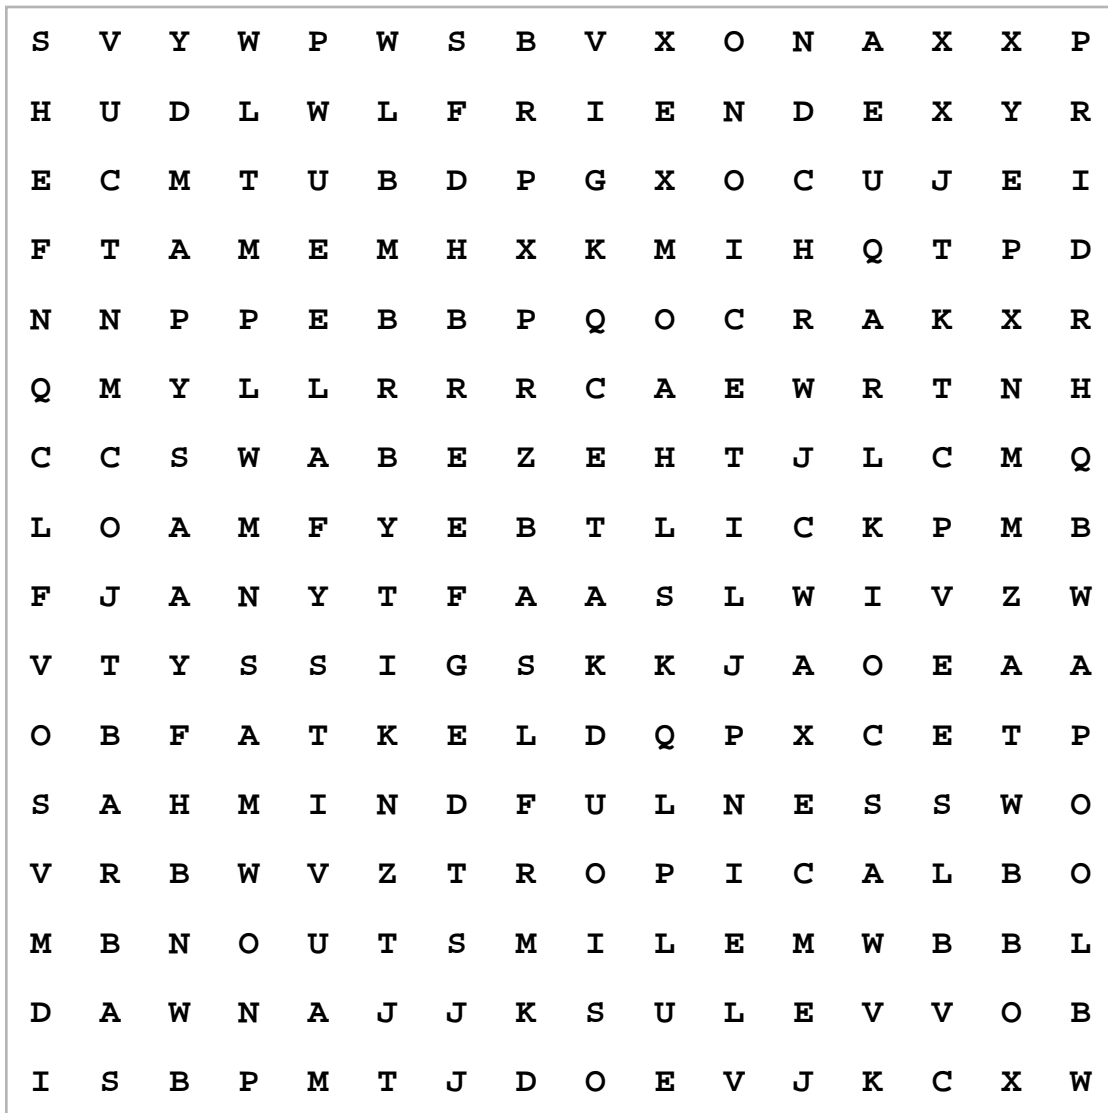 S V Y W P W S B V X O N A X X P
H U D L W L F R I E N D E X Y R
E C M T U B D P G X O C U J E I
F T A M E M H X K M I H Q T P D
N N P P E B B P Q O C R A K X R
Q M Y L L R R R C A E W R T N H
C C S W A B E Z E H T J L C M Q
L O A M F Y E B T L I C K P M B
F J A N Y T F A A S L W I V Z W
V T Y S S I G S K K J A O E A A
O B F A T K E L D Q P X C E T P
S A H M I N D F U L N E S S W O
V R B W V Z T R O P I C A L B O
M B N O U T S M I L E M W B B L
D A W N A J J K S U L E V V O B
I S B P M T J D O E V J K C X W